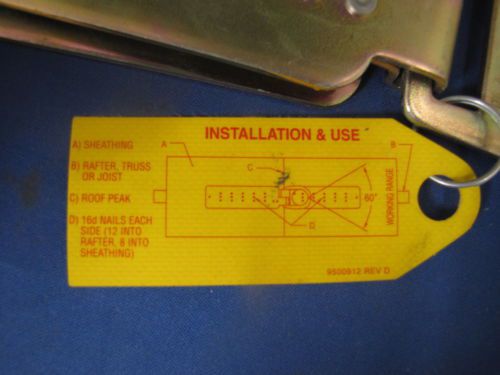 INSTALLATION & USE
A) SHEATHING
B) RAFTER, TRUSS
OR JOIST
C) ROOF PEAK
D) 16d NAILS EACH
SIDE (12 INTO
RAFTER, 8 INTO
SHEATHING)
A
B
C
D
60°
WORKING RANGE
9500912 REV D